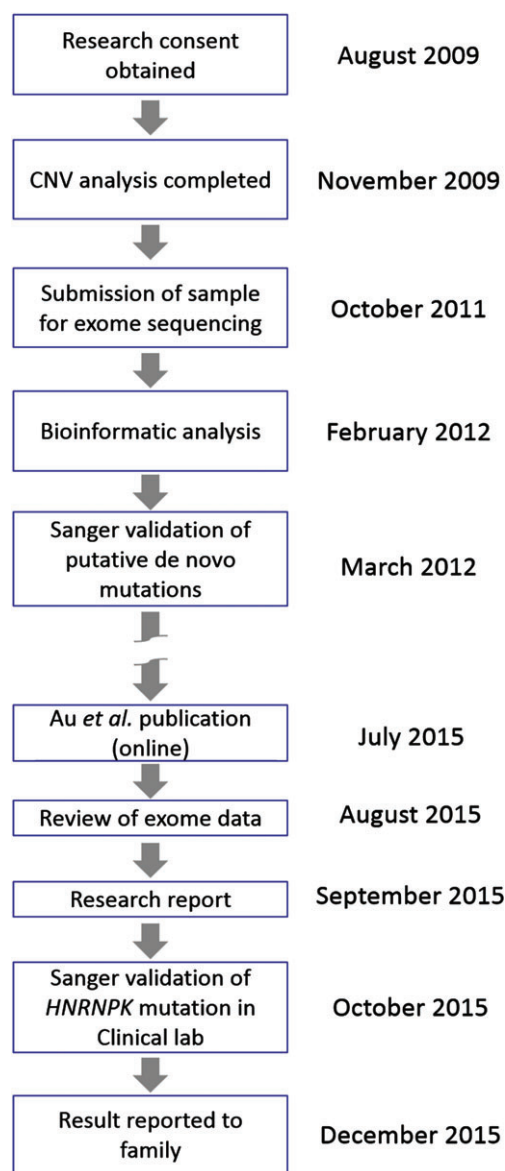 Research consent
obtained
August 2009
CNV analysis completed
November 2009
Submission of sample
for exome sequencing
October 2011
Bioinformatic analysis
February 2012
Sanger validation of
putative de novo
mutations
March 2012
Au et al. publication
(online)
July 2015
Review of exome data
August 2015
Research report
September 2015
Sanger validation of
HNRNPK mutation in
Clinical lab
October 2015
Result reported to
family
December 2015